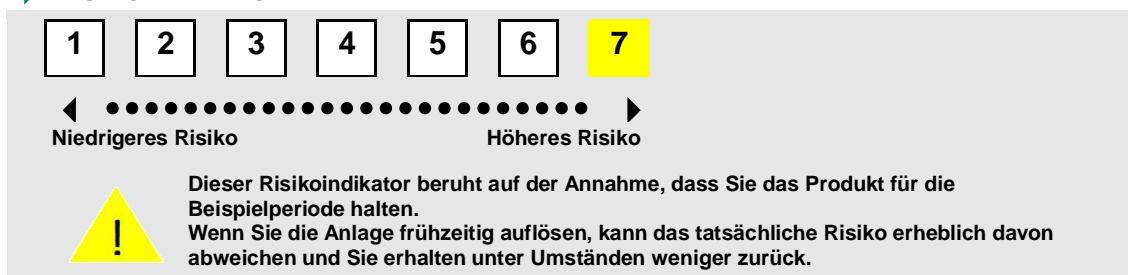 1 2 3 4 5 6 7
Niedrigeres Risiko Höheres Risiko
Dieser Risikoindikator beruht auf der Annahme, dass Sie das Produkt für die
Beispielperiode halten.
! Wenn Sie die Anlage frühzeitig auflösen, kann das tatsächliche Risiko erheblich davon
abweichen und Sie erhalten unter Umständen weniger zurück.